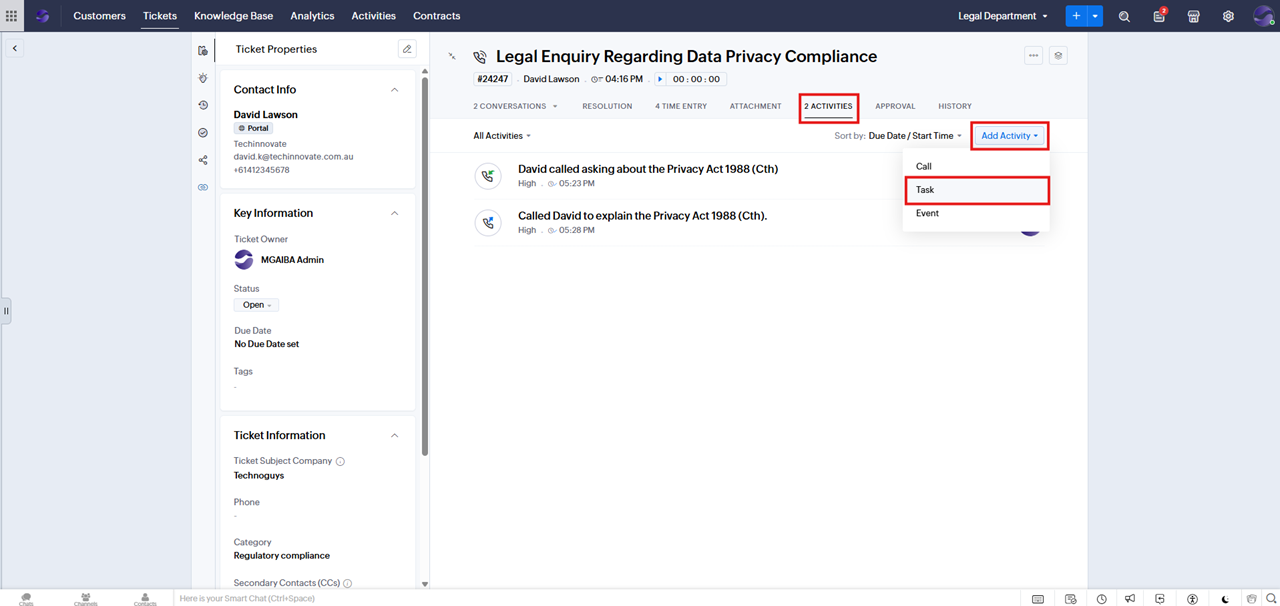 Customers Tickets Knowledge Base Analytics Activities Contracts Legal Department 2
Ticket Properties
Contact Info
David Lawson
Portal
Techinnovate
david.k@techinnovate.com.au
+61412345678
Key Information
Ticket Owner
MGAIBA Admin
Status
Open
Due Date
No Due Date set
Tags
-
Ticket Information
Ticket Subject Company
Technoguys
Phone
-
Category
Regulatory compliance
Secondary Contacts (CCs)
Legal Enquiry Regarding Data Privacy Compliance
#24247 . David Lawson . 04:16 PM . 00 : 00 : 00
2 CONVERSATIONS RESOLUTION 4 TIME ENTRY ATTACHMENT 2 ACTIVITIES APPROVAL HISTORY
All Activities Sort by: Due Date / Start Time Add Activity
Call
Task
Event
David called asking about the Privacy Act 1988 (Cth)
High . 05:23 PM
Called David to explain the Privacy Act 1988 (Cth).
High . 05:28 PM
Chats Channels Contacts Here is your Smart Chat (Ctrl+Space)